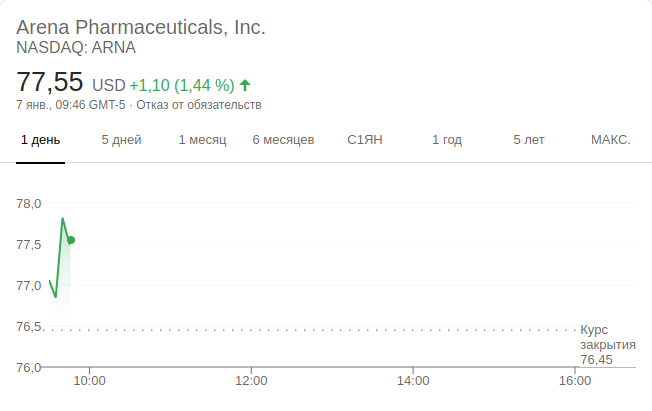 Arena Pharmaceuticals, Inc.
NASDAQ: ARNA
77,55 USD +1,10 (1,44 %)
7 янв., 09:46 GMT-5 · Отказ от обязательств
1 день 5 дней 1 месяц 6 месяцев С1ЯН 1 год 5 лет МАКС.
78,0
77,5
77,0
76,5
Курс
закрытия
76,45
76,0
10:00 12:00 14:00 16:00